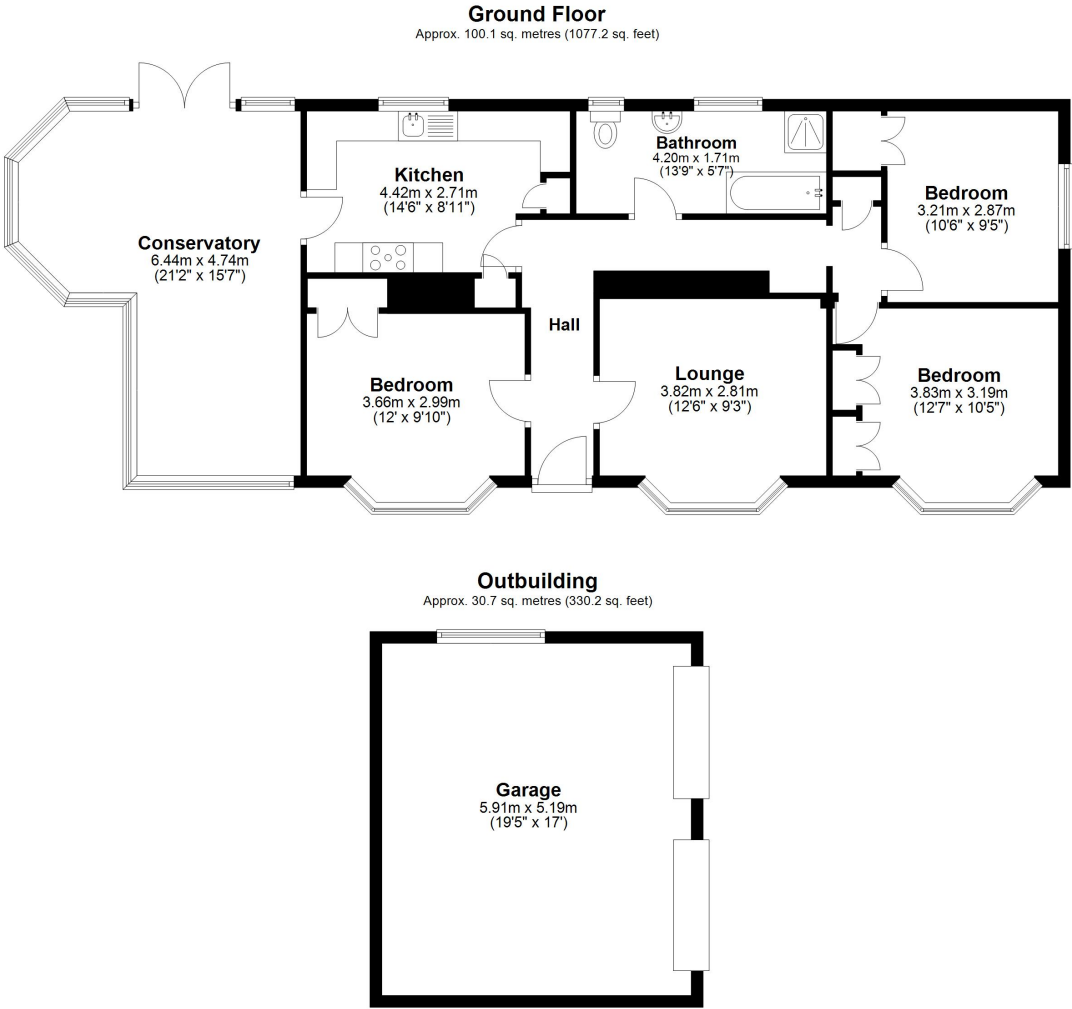 Ground Floor
Approx. 100.1 sq. metres (1077.2 sq. feet)
Bathroom
4.20m x 1.71m
(13'9" x 5'7")
Kitchen
4.42m x 2.71m
(14'6" x 8'11")
Bedroom
3.21m x 2.87m
(10'6" x 9'5")
Conservatory
6.44m x 4.74m
(21'2" x 15'7")
Hall
Bedroom
3.66m x 2.99m
(12' x 9'10")
Lounge
3.82m x 2.81m
(12'6" x 9'3")
Bedroom
3.83m x 3.19m
(12'7" x 10'5")
Outbuilding
Approx. 30.7 sq. metres (330.2 sq. feet)
Garage
5.91m x 5.19m
(19'5" x 17')